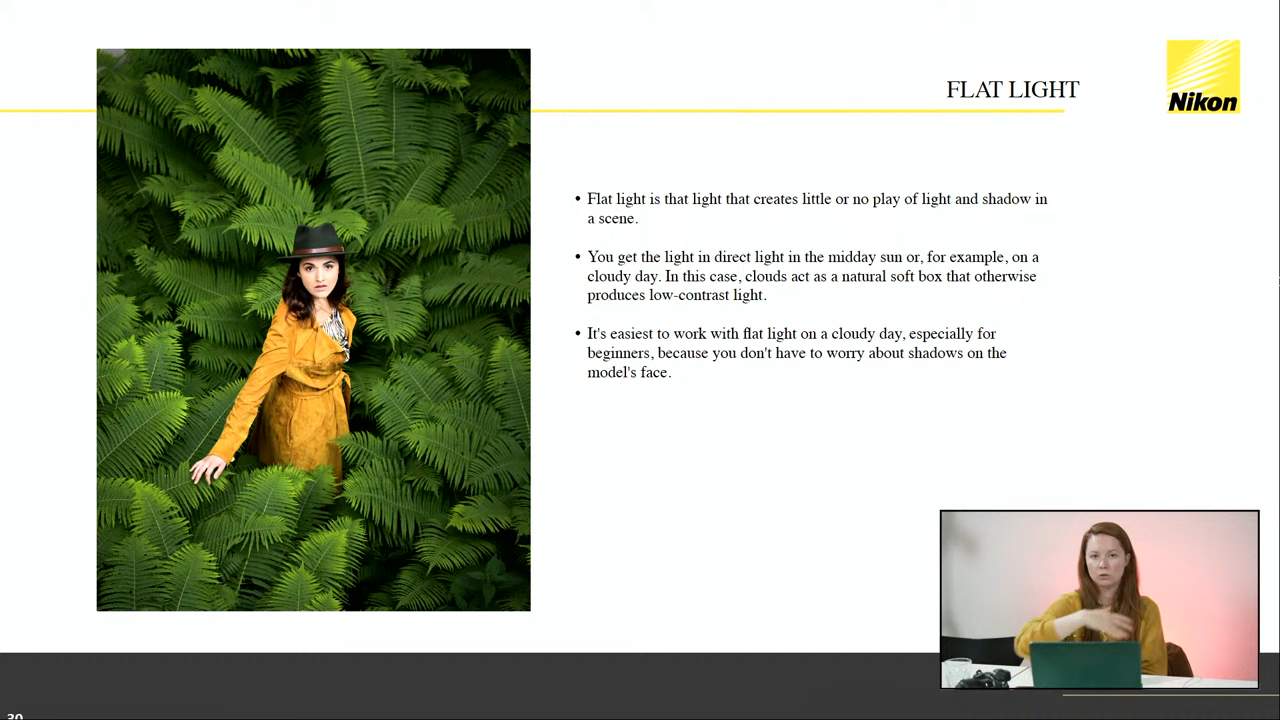 FLAT LIGHT
Nikon
• Flat light is that light that creates little or no play of light and shadow in
a scene.
• You get the light in direct light in the midday sun or, for example, on a
cloudy day. In this case, clouds act as a natural soft box that otherwise
produces low-contrast light.
• It's easiest to work with flat light on a cloudy day, especially for
beginners, because you don't have to worry about shadows on the
model's face.
30